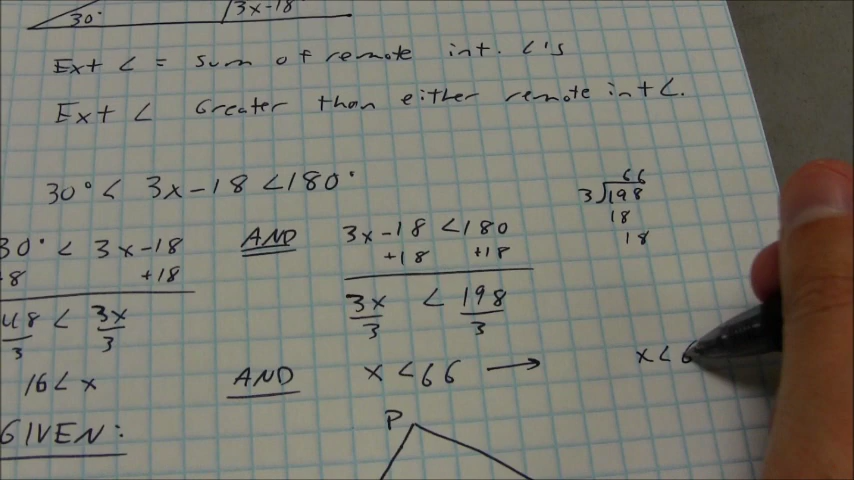 30° 3x-18
Ext ∠ = sum of remote int. ∠'s
Ext ∠ Greater than either remote int ∠.
30° < 3x-18 < 180°
66
3)198
18
18
30° < 3x-18 AND 3x-18 < 180
+18 +18 +18
48 < 3x 3x < 198
3 3 3 3
16 < x AND x < 66 → x < 6
GIVEN: P